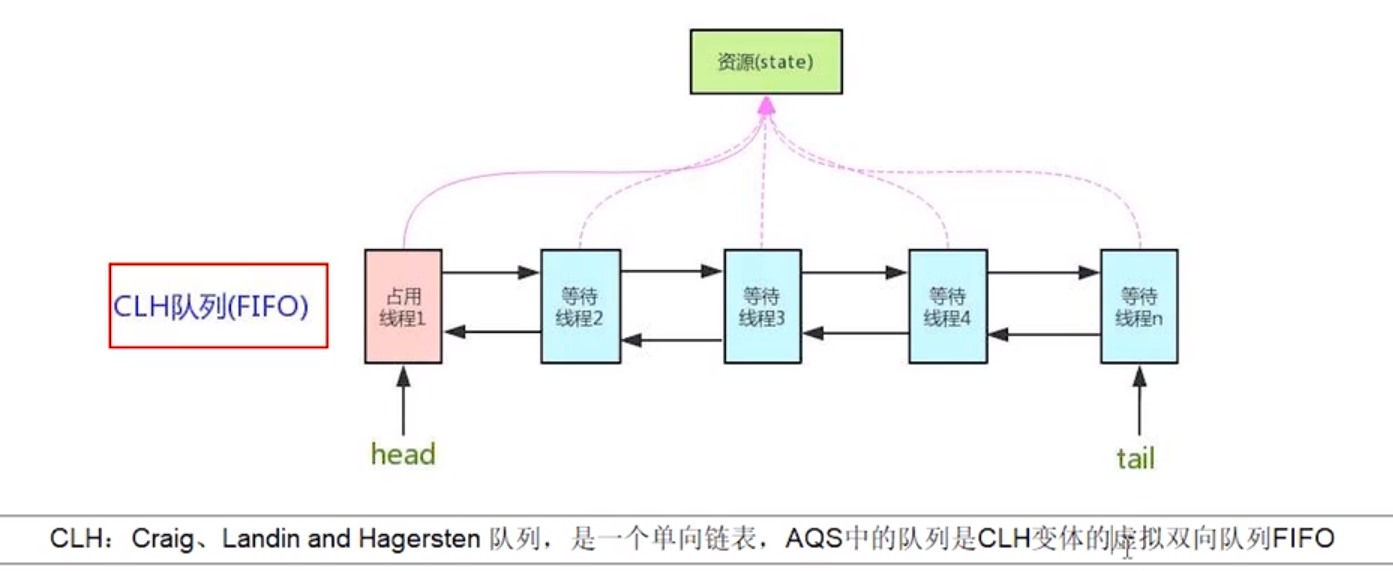 资源(state)
CLH队列(FIFO)
占用
线程1
等待
线程2
等待
线程3
等待
线程4
等待
线程n
head
tail
CLH：Craig、Landin and Hagersten 队列，是一个单向链表，AQS中的队列是CLH变体的虚拟双向队列FIFO